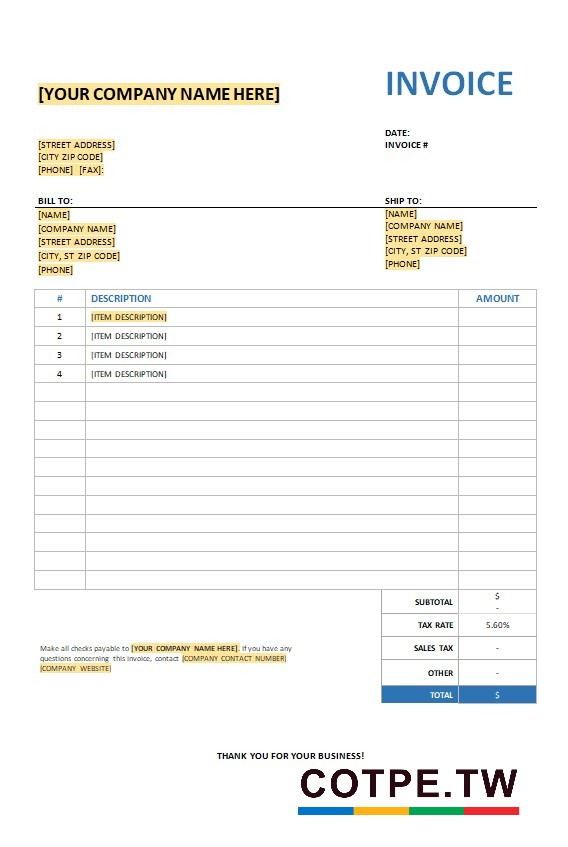 INVOICE
[YOUR COMPANY NAME HERE]
DATE:
[STREET ADDRESS] INVOICE #
[CITY ZIP CODE]
[PHONE] [FAX]:
BILL TO: SHIP TO:
[NAME] [NAME]
[COMPANY NAME] [COMPANY NAME]
[STREET ADDRESS] [STREET ADDRESS]
[CITY, ST ZIP CODE] [CITY, ST ZIP CODE]
[PHONE] [PHONE]
# DESCRIPTION AMOUNT
1 [ITEM DESCRIPTION]
2 [ITEM DESCRIPTION]
3 [ITEM DESCRIPTION]
4 [ITEM DESCRIPTION]
SUBTOTAL $ -
TAX RATE 5.60%
SALES TAX -
OTHER -
TOTAL $
Make all checks payable to [YOUR COMPANY NAME HERE]. If you have any
questions concerning this invoice, contact [COMPANY CONTACT NUMBER]
[COMPANY WEBSITE]
THANK YOU FOR YOUR BUSINESS!
COTPE.TW